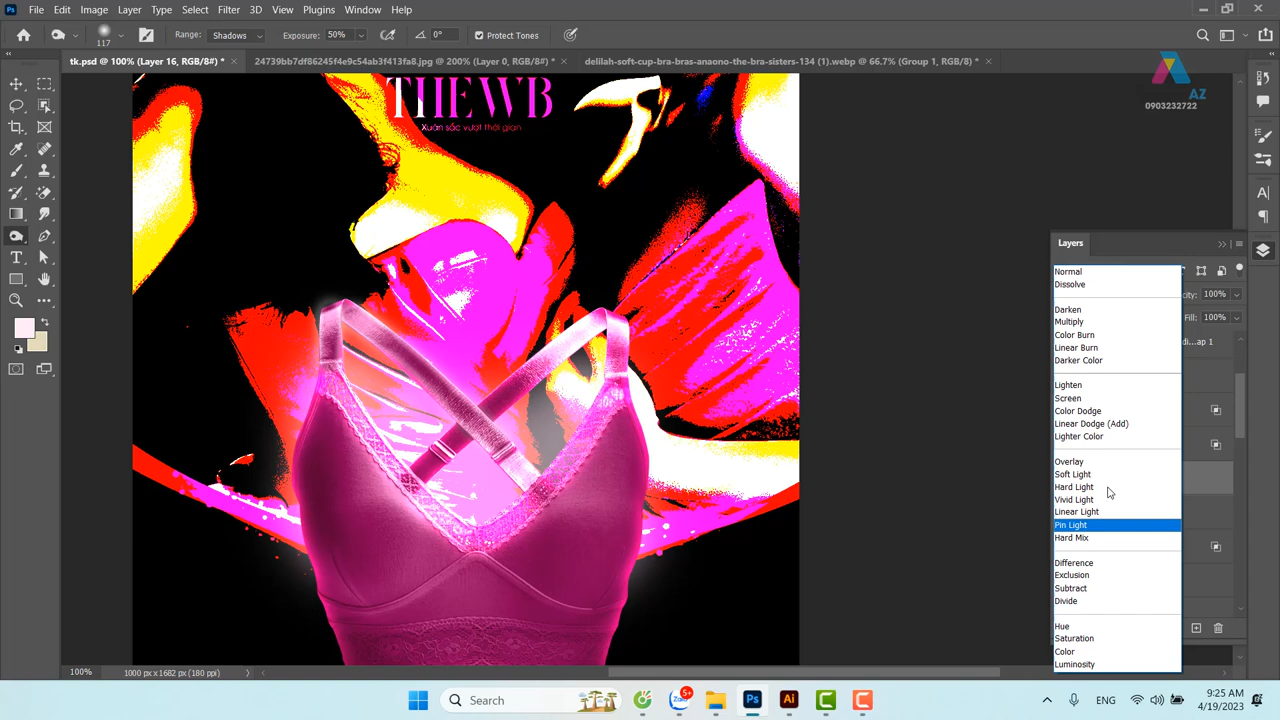 File Edit Image Layer Type Select Filter 3D View Plugins Window Help
117
Range: Shadows Exposure: 50% 0° Protect Tones
tk.psd @ 100% (Layer 16, RGB/8#) *
24739bb7df86245f4e9c54ab3f413fa8.jpg @ 200% (Layer 0, RGB/8#) *
delilah-soft-cup-bra-bras-anaono-the-bra-sisters-134 (1).webp @ 66.7% (Group 1, RGB/8) *
AZ
0903232722
THEWB
Xuân sắc vượt thời gian
Layers
Normal
Dissolve
Darken
Multiply
Color Burn
Linear Burn
Darker Color
Lighten
Screen
Color Dodge
Linear Dodge (Add)
Lighter Color
Overlay
Soft Light
Hard Light
Vivid Light
Linear Light
Pin Light
Hard Mix
Difference
Exclusion
Subtract
Divide
Hue
Saturation
Color
Luminosity
100%
Fill: 100%
100% 1000 px x 1682 px (180 ppi)
Search
5+
Zalo
Ps
Ai
ENG
9:25 AM
4/19/2023